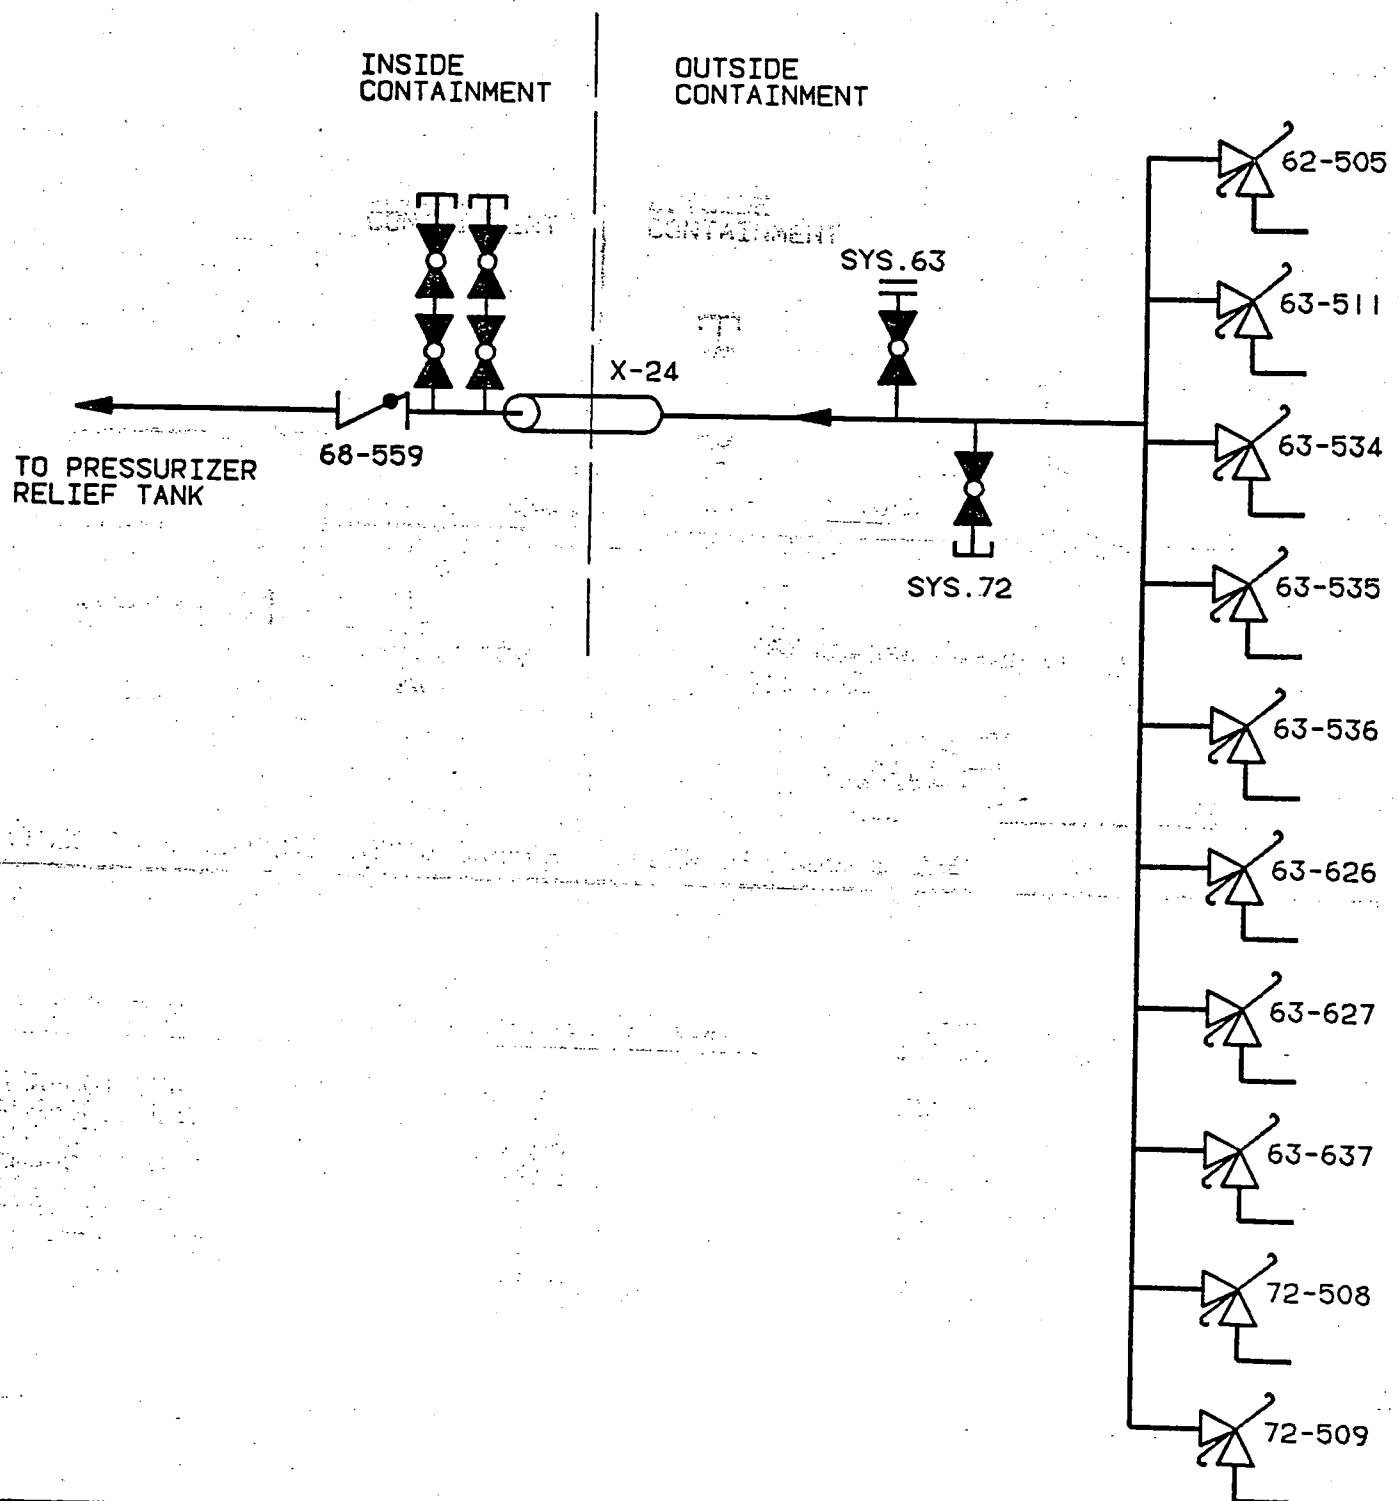 INSIDE
CONTAINMENT
OUTSIDE
CONTAINMENT
62-505
CONTAINMENT
SYS.63
63-511
X-24
68-559
63-534
TO PRESSURIZER
RELIEF TANK
SYS.72
63-535
63-536
63-626
63-627
63-637
72-508
72-509